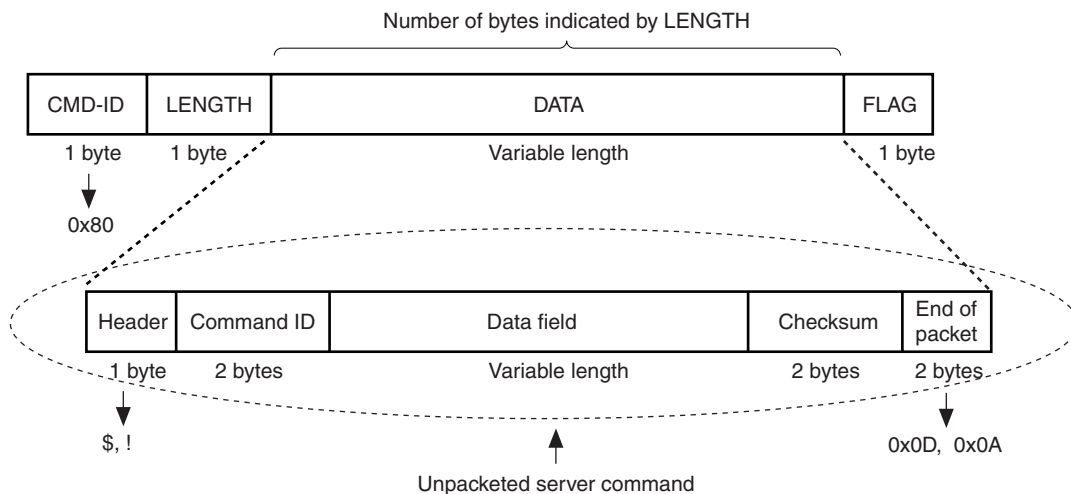 Number of bytes indicated by LENGTH
CMD-ID LENGTH DATA FLAG
1 byte 1 byte Variable length 1 byte
0x80
Header Command ID Data field Checksum End of
packet
1 byte 2 bytes Variable length 2 bytes 2 bytes
$, ! 0x0D, 0x0A
Unpacketed server command